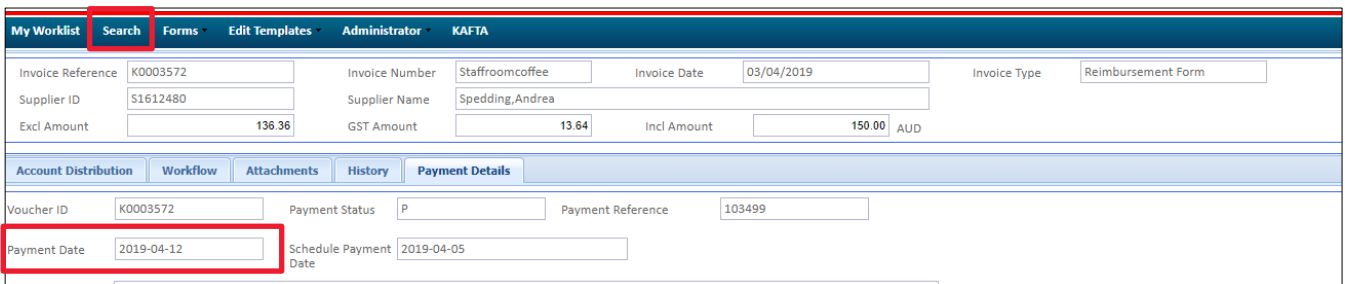 My Worklist Search Forms Edit Templates Administrator KAFTA
Invoice Reference K0003572 Invoice Number Staffroomcoffee Invoice Date 03/04/2019 Invoice Type Reimbursement Form
Supplier ID S1612480 Supplier Name Spedding,Andrea
Excl Amount 136.36 GST Amount 13.64 Incl Amount 150.00 AUD
Account Distribution Workflow Attachments History Payment Details
Voucher ID K0003572 Payment Status P Payment Reference 103499
Payment Date 2019-04-12 Schedule Payment 2019-04-05
Date